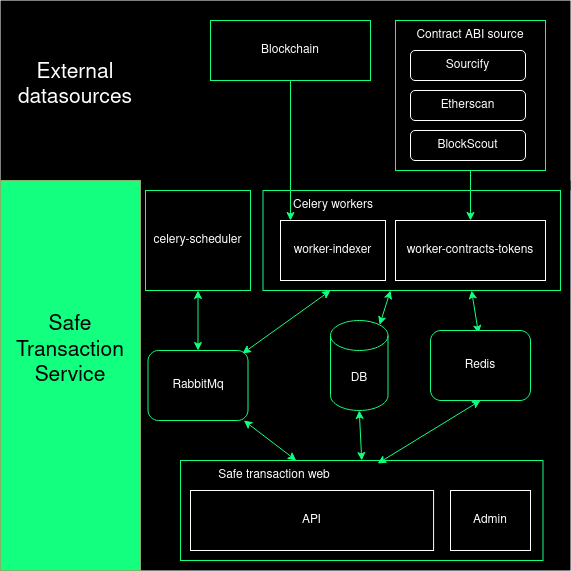 External
datasources
Blockchain
Contract ABI source
Sourcify
Etherscan
BlockScout
Safe
Transaction
Service
celery-scheduler
Celery workers
worker-indexer
worker-contracts-tokens
RabbitMq
DB
Redis
Safe transaction web
API
Admin